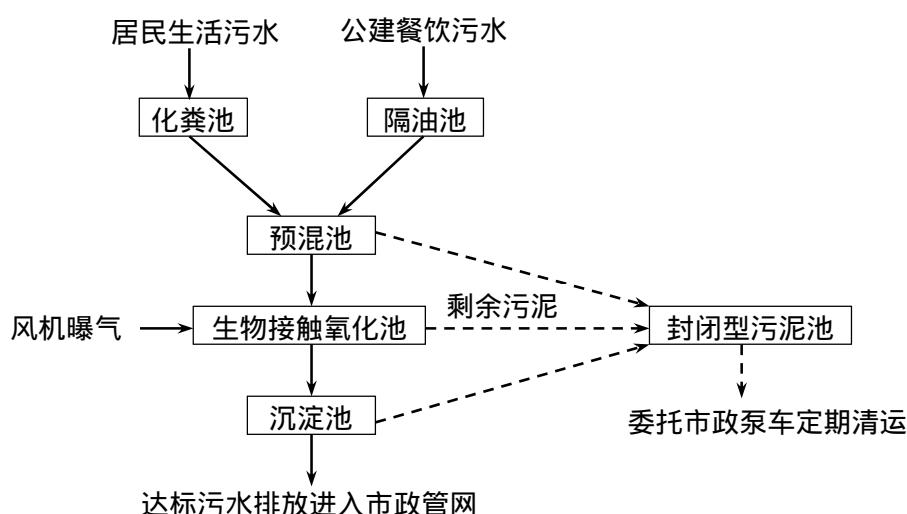 居民生活污水
公建餐饮污水
化粪池
隔油池
预混池
剩余污泥
风机曝气
生物接触氧化池
封闭型污泥池
沉淀池
委托市政泵车定期清运
达标污水排放进入市政管网